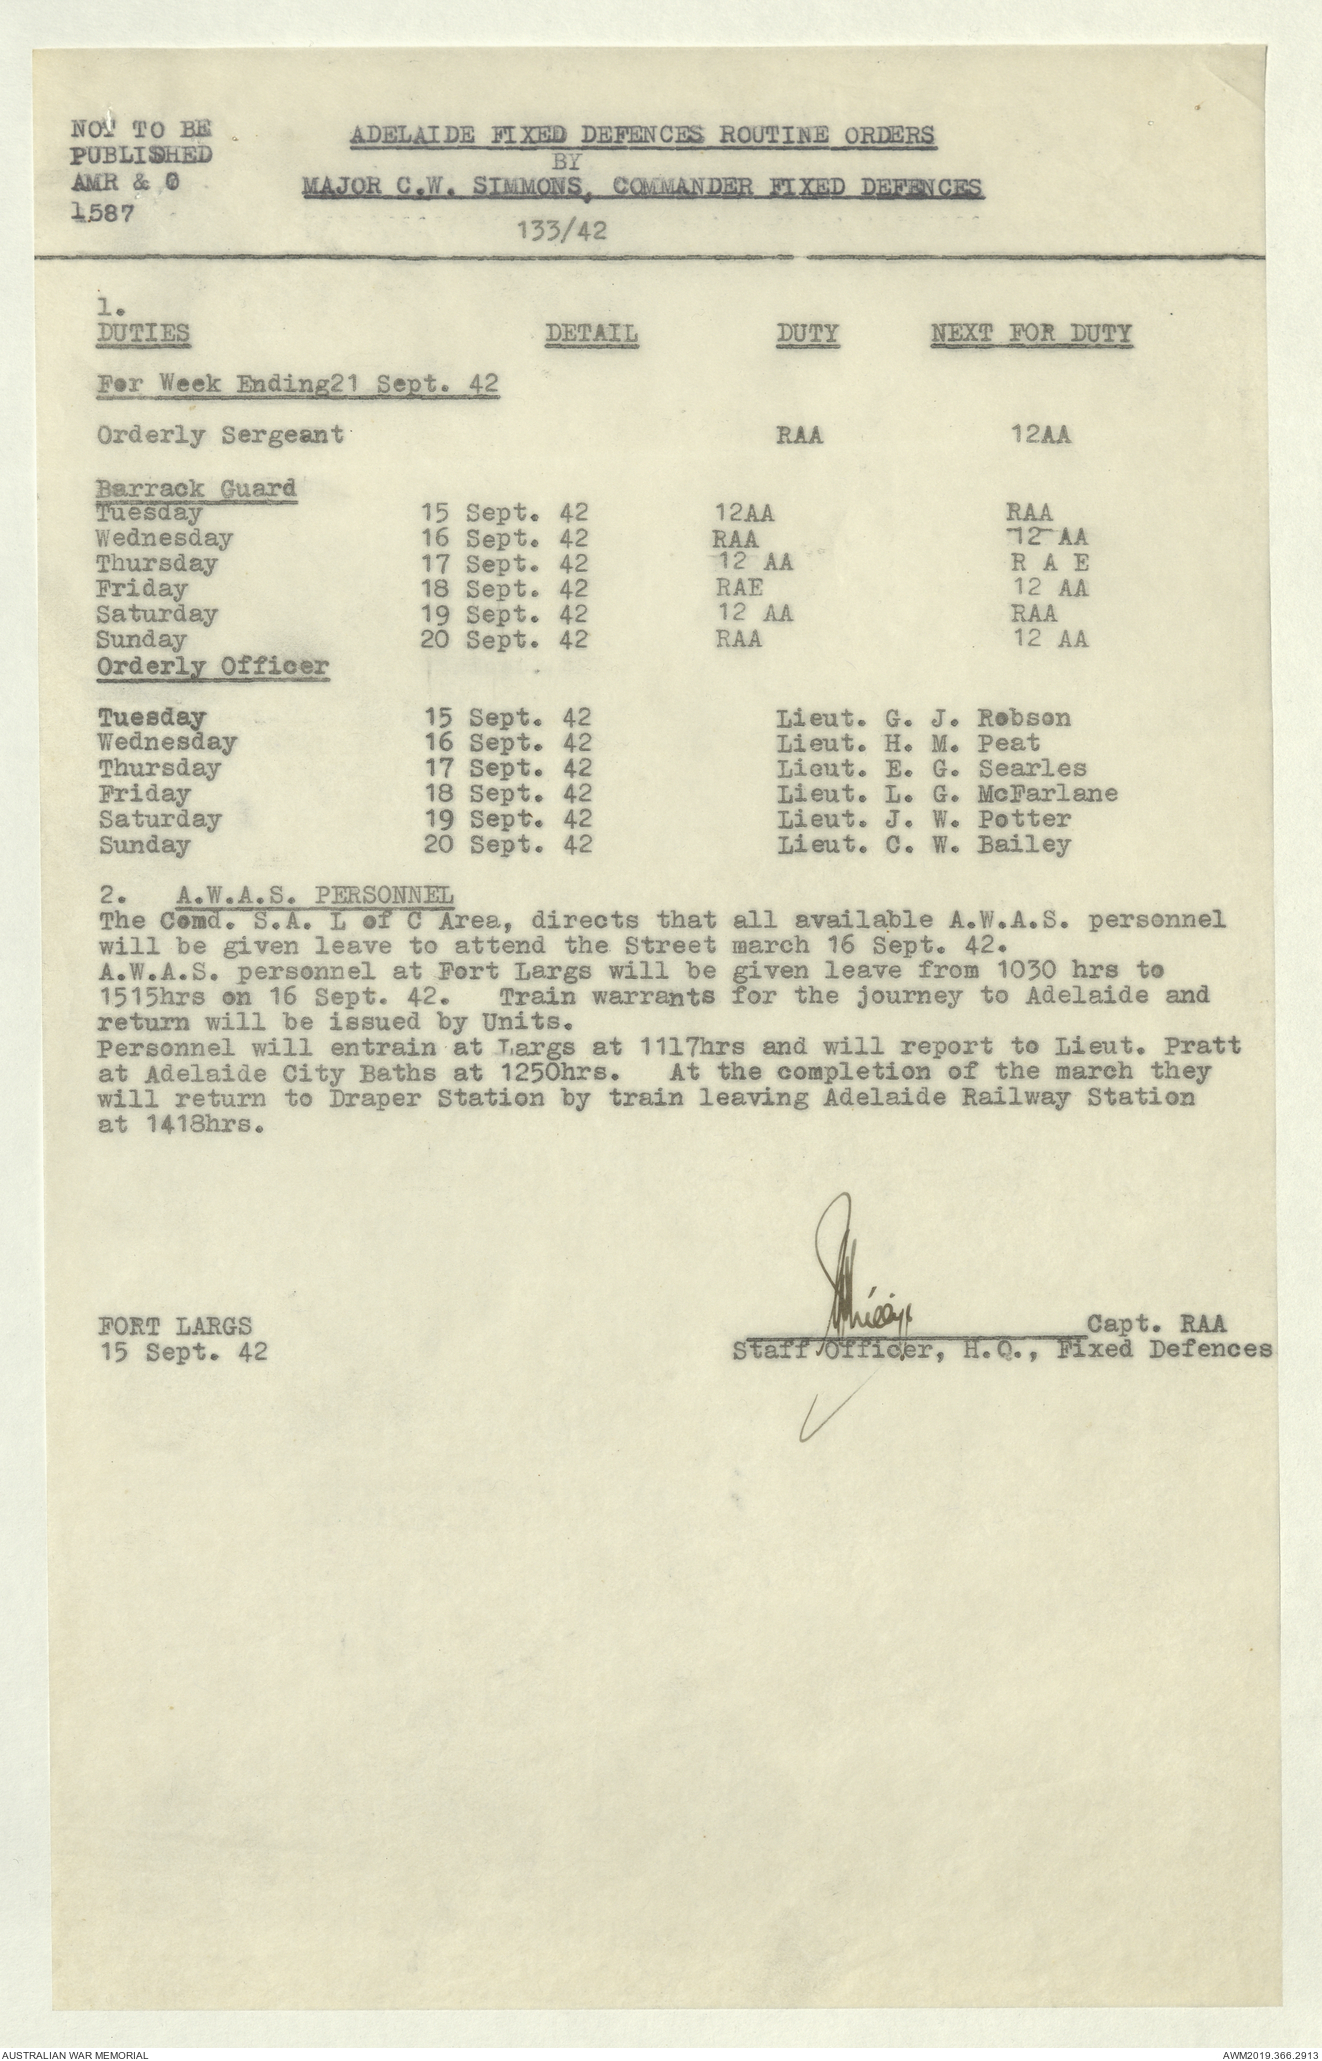 NOT TO BE
PUBLISHED
AMR & O
1587
ADELAIDE FIXED DEFENCES ROUTINE ORDERS
BY
MAJOR C.W. SIMMONS, COMMANDER FIXED DEFENCES
133/42
1.
DUTIES DETAIL DUTY NEXT FOR DUTY
For Week Ending21 Sept. 42
Orderly Sergeant RAA 12AA
Barrack Guard
Tuesday 15 Sept. 42 12AA RAA
Wednesday 16 Sept. 42 RAA 12 AA
Thursday 17 Sept. 42 12 AA R A E
Friday 18 Sept. 42 RAE 12 AA
Saturday 19 Sept. 42 12 AA RAA
Sunday 20 Sept. 42 RAA 12 AA
Orderly Officer
Tuesday 15 Sept. 42 Lieut. G. J. Robson
Wednesday 16 Sept. 42 Lieut. H. M. Peat
Thursday 17 Sept. 42 Lieut. E. G. Searles
Friday 18 Sept. 42 Lieut. L. G. McFarlane
Saturday 19 Sept. 42 Lieut. J. W. Potter
Sunday 20 Sept. 42 Lieut. C. W. Bailey
2. A.W.A.S. PERSONNEL
The Comd. S.A. L of C Area, directs that all available A.W.A.S. personnel
will be given leave to attend the Street march 16 Sept. 42.
A.W.A.S. personnel at Fort Largs will be given leave from 1030 hrs to
1515hrs on 16 Sept. 42. Train warrants for the journey to Adelaide and
return will be issued by Units.
Personnel will entrain at Largs at 1117hrs and will report to Lieut. Pratt
at Adelaide City Baths at 1250hrs. At the completion of the march they
will return to Draper Station by train leaving Adelaide Railway Station
at 1418hrs.
FORT LARGS
15 Sept. 42
Capt. RAA
Staff Officer, H.Q., Fixed Defences
AUSTRALIAN WAR MEMORIAL
AWM2019.366.2913